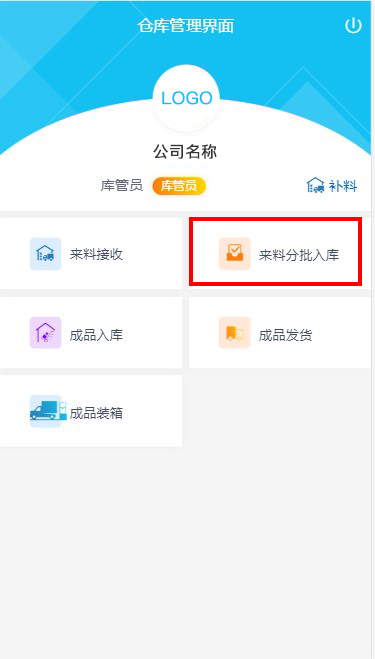 仓库管理界面
LOGO
公司名称
库管员 库管员 补料
来料接收 来料分批入库
成品入库 成品发货
成品装箱